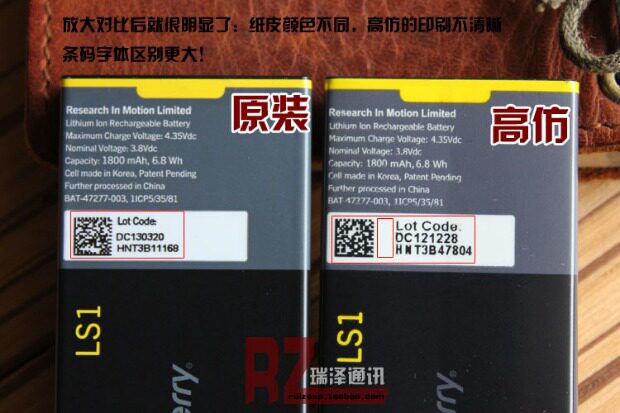 放大对比后就很明显了：纸皮颜色不同，高仿的印刷不清晰
条码字体区别更大！
原装
Research In Motion Limited
Lithium Ion Rechargeable Battery
Maximum Charge Voltage: 4.35Vdc
Nominal Voltage: 3.8Vdc
Capacity: 1800 mAh, 6.8 Wh
Cell made in Korea, Patent Pending
Further processed in China
BAT-47277-003, 1ICP5/35/81
Lot Code:
DC130320
HNT3B11168
LS1
erry
高仿
Research In Motion Limited
Lithium Ion Rechargeable Battery
Maximum Charge Voltage: 4.35Vdc
Nominal Voltage: 3.8Vdc
Capacity: 1800 mAh, 6.8 Wh
Cell made in Korea, Patent Pending
Further processed in China
BAT-47277-003, 1ICP5/35/81
Lot Code:
DC121228
HNT3B47804
LS1
erry
RZ
瑞泽通讯
ruizesp.taobao.com